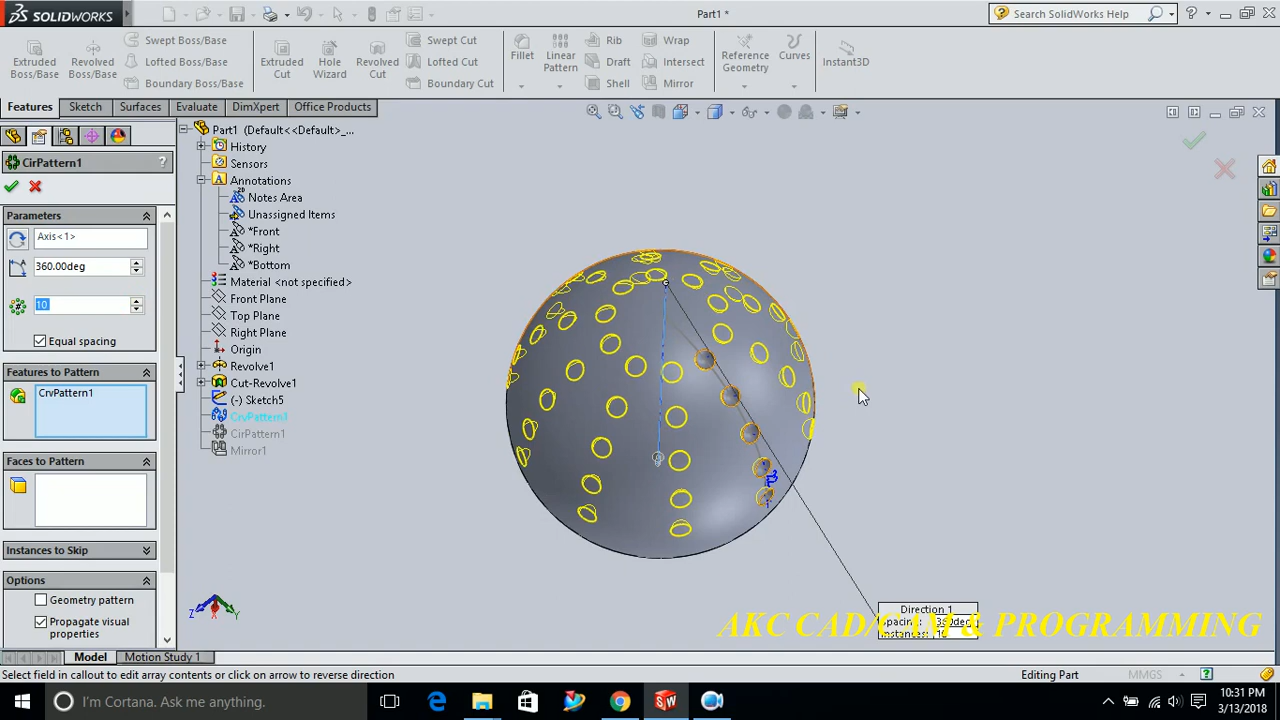 SOLIDWORKS
Part1 *
Search SolidWorks Help
Extruded Boss/Base
Revolved Boss/Base
Swept Boss/Base
Lofted Boss/Base
Boundary Boss/Base
Extruded Cut
Hole Wizard
Revolved Cut
Swept Cut
Lofted Cut
Boundary Cut
Fillet
Linear Pattern
Rib
Draft
Shell
Wrap
Intersect
Mirror
Reference Geometry
Curves
Instant3D
Features
Sketch
Surfaces
Evaluate
DimXpert
Office Products
CirPattern1
?
Parameters
Axis<1>
360.00deg
10
Equal spacing
Features to Pattern
CrvPattern1
Faces to Pattern
Instances to Skip
Options
Geometry pattern
Propagate visual
properties
Part1 (Default<<Default>_...
History
Sensors
Annotations
Notes Area
Unassigned Items
*Front
*Right
*Bottom
Material <not specified>
Front Plane
Top Plane
Right Plane
Origin
Revolve1
Cut-Revolve1
(-) Sketch5
CrvPattern1
CirPattern1
Mirror1
Z
X
Y
Direction 1
Spacing: 360deg
Instances: 10
AKC CAD/CAM & PROGRAMMING
Model
Motion Study 1
Select field in callout to edit array contents or click on arrow to reverse direction
Editing Part
MMGS
I'm Cortana. Ask me anything.
10:31 PM
3/13/2018